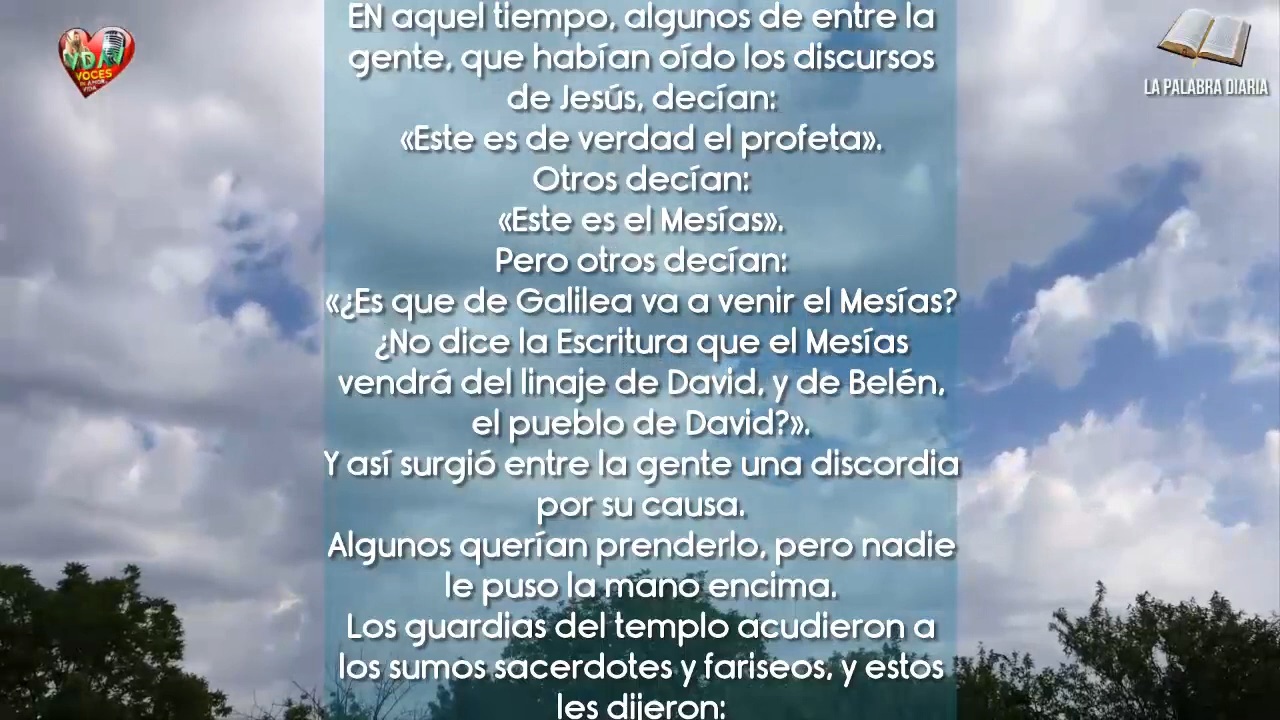 EN aquel tiempo, algunos de entre la
gente, que habían oído los discursos
de Jesús, decían:
«Este es de verdad el profeta».
Otros decían:
«Este es el Mesías».
Pero otros decían:
«¿Es que de Galilea va a venir el Mesías?
¿No dice la Escritura que el Mesías
vendrá del linaje de David, y de Belén,
el pueblo de David?».
Y así surgió entre la gente una discordia
por su causa.
Algunos querían prenderlo, pero nadie
le puso la mano encima.
Los guardias del templo acudieron a
los sumos sacerdotes y fariseos, y estos
les dijeron:
VOCES
VIDA
LA PALABRA DIARIA